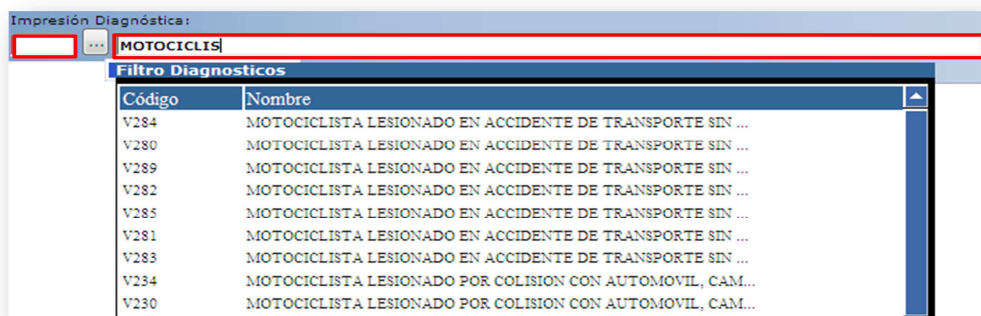 Impresión Diagnóstica:
... MOTOCICLIS
Filtro Diagnosticos
Código Nombre
V284 MOTOCICLISTA LESIONADO EN ACCIDENTE DE TRANSPORTE SIN ...
V280 MOTOCICLISTA LESIONADO EN ACCIDENTE DE TRANSPORTE SIN ...
V289 MOTOCICLISTA LESIONADO EN ACCIDENTE DE TRANSPORTE SIN ...
V282 MOTOCICLISTA LESIONADO EN ACCIDENTE DE TRANSPORTE SIN ...
V285 MOTOCICLISTA LESIONADO EN ACCIDENTE DE TRANSPORTE SIN ...
V281 MOTOCICLISTA LESIONADO EN ACCIDENTE DE TRANSPORTE SIN ...
V283 MOTOCICLISTA LESIONADO EN ACCIDENTE DE TRANSPORTE SIN ...
V234 MOTOCICLISTA LESIONADO POR COLISION CON AUTOMOVIL, CAM...
V230 MOTOCICLISTA LESIONADO POR COLISION CON AUTOMOVIL, CAM...